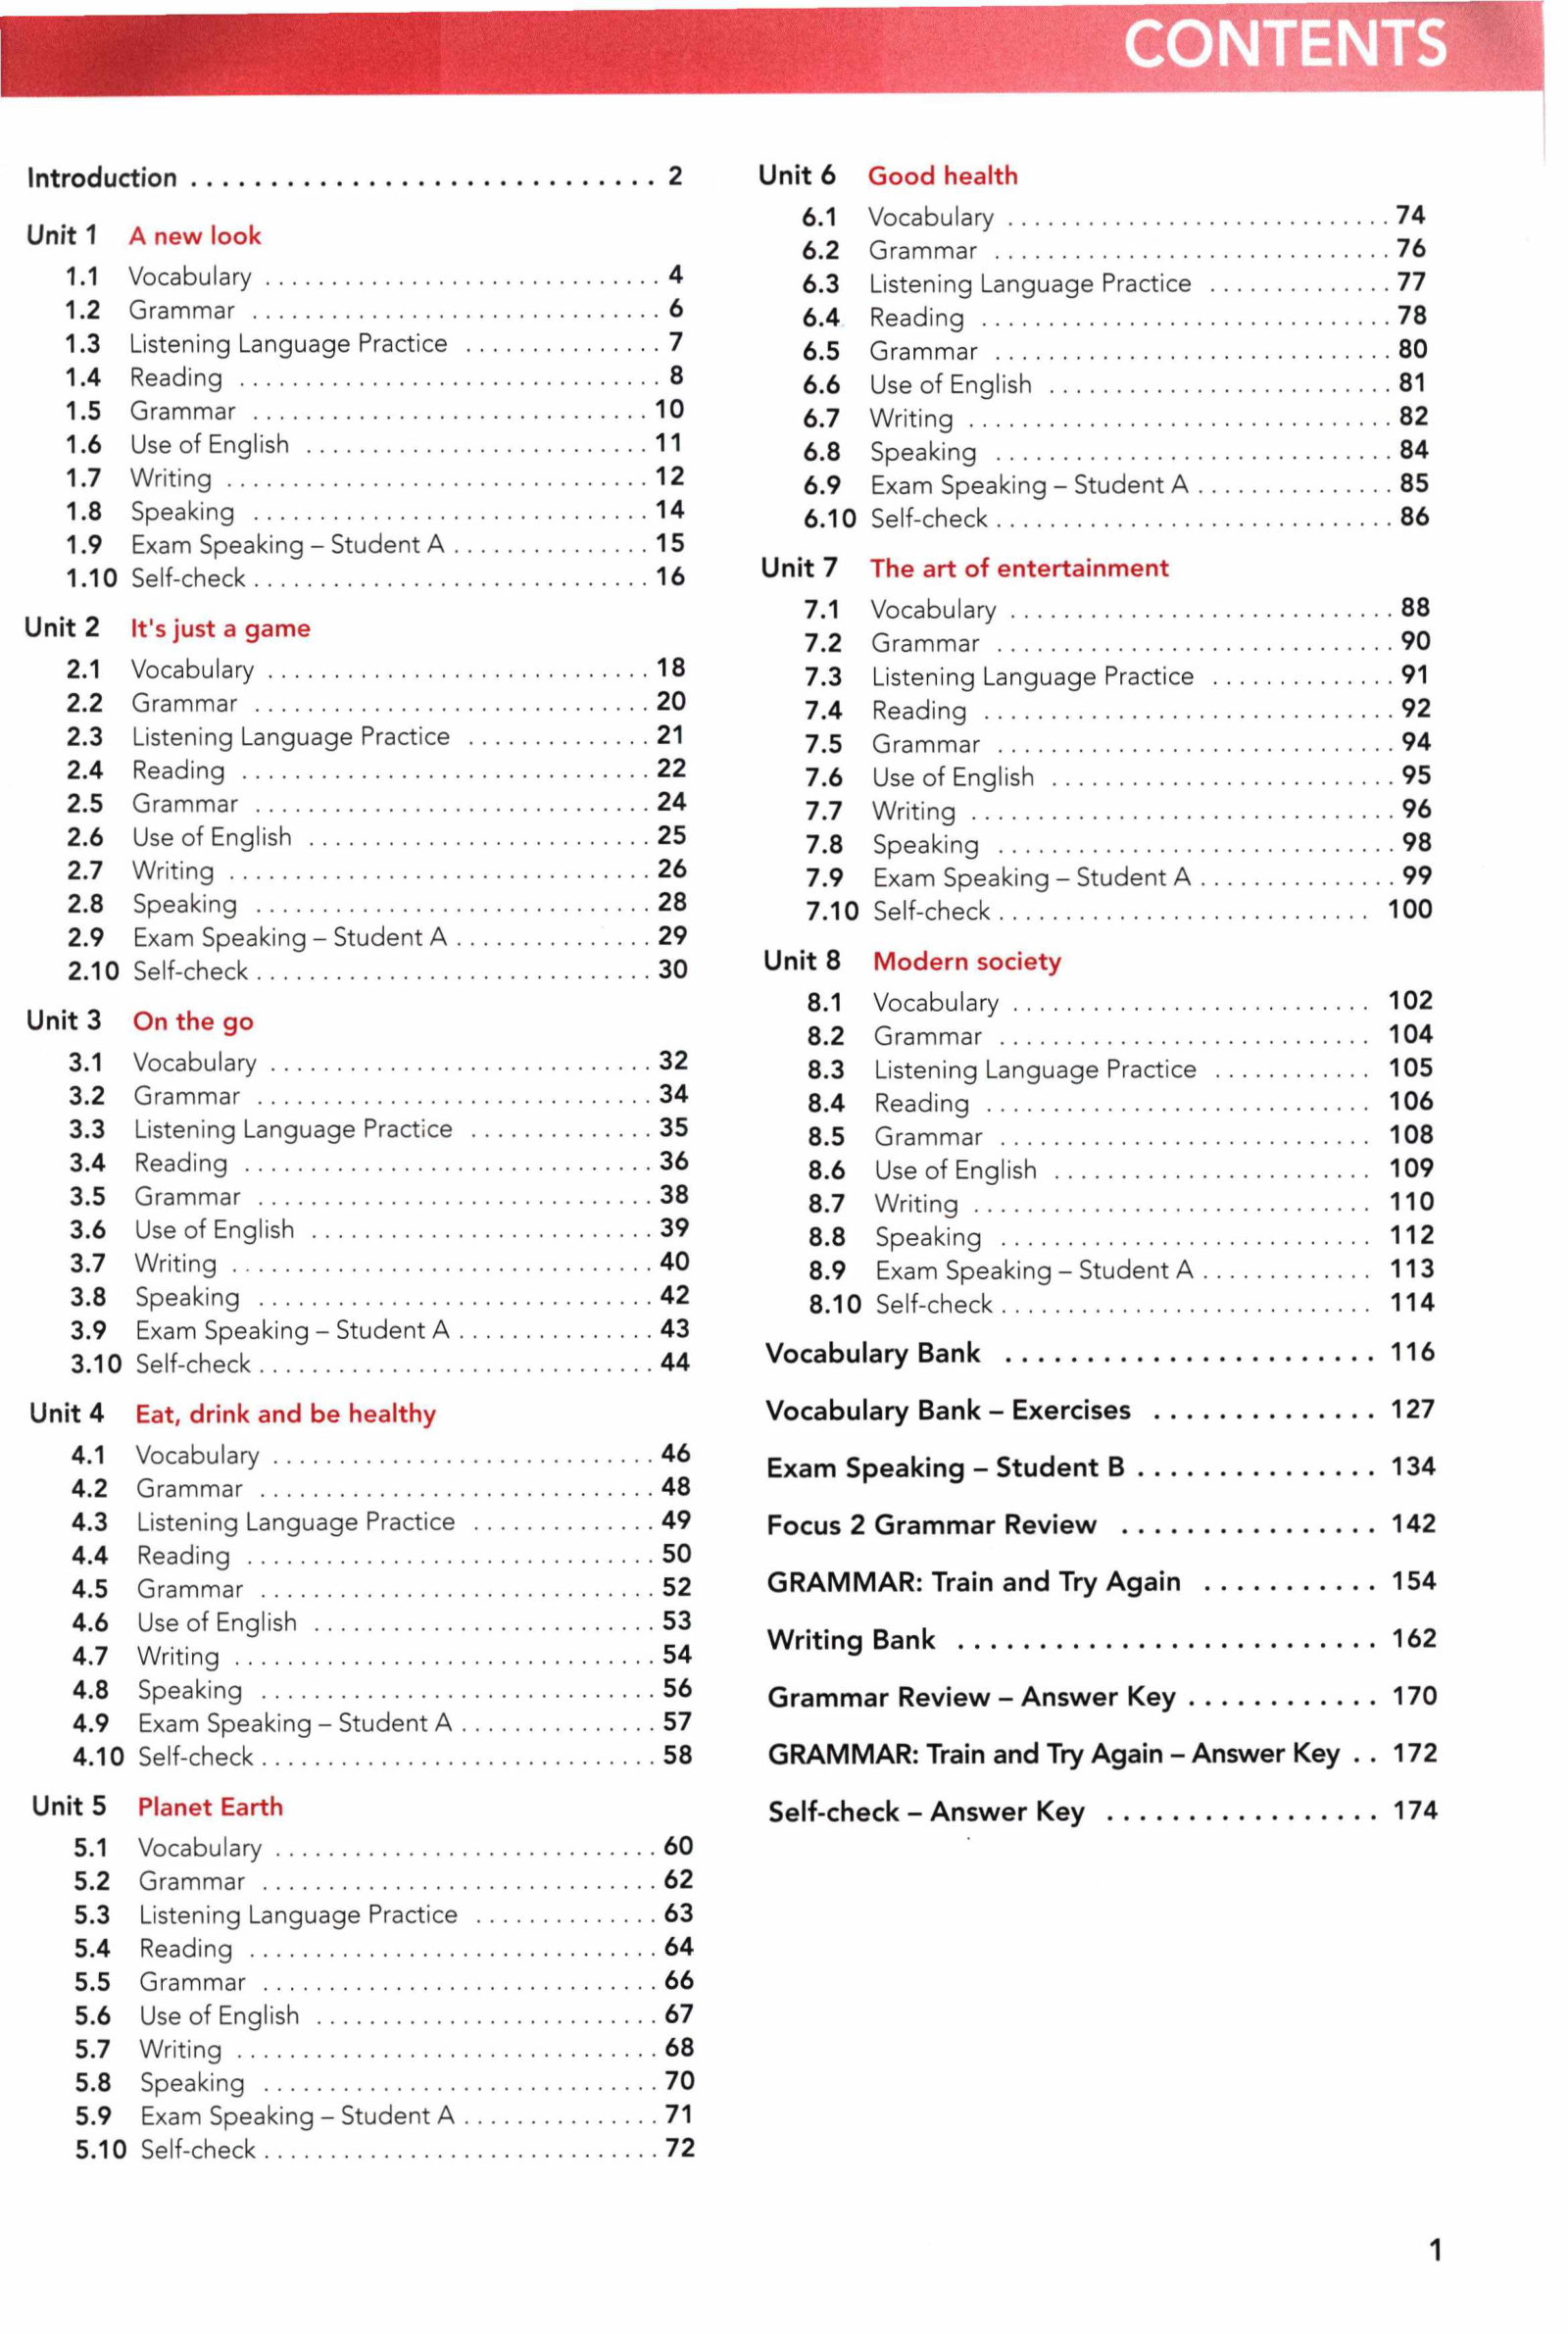 CONTENTS
Introduction . . . . . . . . . . . . . . . . . . . . . . . . . . . . . 2
Unit 1 A new look
1.1 Vocabulary . . . . . . . . . . . . . . . . . . . . . . . . . . . . . 4
1.2 Grammar . . . . . . . . . . . . . . . . . . . . . . . . . . . . . 6
1.3 Listening Language Practice . . . . . . . . . . . . . . . 7
1.4 Reading . . . . . . . . . . . . . . . . . . . . . . . . . . . . . 8
1.5 Grammar . . . . . . . . . . . . . . . . . . . . . . . . . . . . . 10
1.6 Use of English . . . . . . . . . . . . . . . . . . . . . . . . . . 11
1.7 Writing . . . . . . . . . . . . . . . . . . . . . . . . . . . . . 12
1.8 Speaking . . . . . . . . . . . . . . . . . . . . . . . . . . . . . 14
1.9 Exam Speaking – Student A . . . . . . . . . . . . . . . 15
1.10 Self-check . . . . . . . . . . . . . . . . . . . . . . . . . . . . . 16
Unit 2 It's just a game
2.1 Vocabulary . . . . . . . . . . . . . . . . . . . . . . . . . . . . . 18
2.2 Grammar . . . . . . . . . . . . . . . . . . . . . . . . . . . . . 20
2.3 Listening Language Practice . . . . . . . . . . . . . . 21
2.4 Reading . . . . . . . . . . . . . . . . . . . . . . . . . . . . . 22
2.5 Grammar . . . . . . . . . . . . . . . . . . . . . . . . . . . . . 24
2.6 Use of English . . . . . . . . . . . . . . . . . . . . . . . . . . 25
2.7 Writing . . . . . . . . . . . . . . . . . . . . . . . . . . . . . 26
2.8 Speaking . . . . . . . . . . . . . . . . . . . . . . . . . . . . . 28
2.9 Exam Speaking – Student A . . . . . . . . . . . . . . . 29
2.10 Self-check . . . . . . . . . . . . . . . . . . . . . . . . . . . . . 30
Unit 3 On the go
3.1 Vocabulary . . . . . . . . . . . . . . . . . . . . . . . . . . . . . 32
3.2 Grammar . . . . . . . . . . . . . . . . . . . . . . . . . . . . . 34
3.3 Listening Language Practice . . . . . . . . . . . . . . 35
3.4 Reading . . . . . . . . . . . . . . . . . . . . . . . . . . . . . 36
3.5 Grammar . . . . . . . . . . . . . . . . . . . . . . . . . . . . . 38
3.6 Use of English . . . . . . . . . . . . . . . . . . . . . . . . . . 39
3.7 Writing . . . . . . . . . . . . . . . . . . . . . . . . . . . . . 40
3.8 Speaking . . . . . . . . . . . . . . . . . . . . . . . . . . . . . 42
3.9 Exam Speaking – Student A . . . . . . . . . . . . . . . 43
3.10 Self-check . . . . . . . . . . . . . . . . . . . . . . . . . . . . . 44
Unit 4 Eat, drink and be healthy
4.1 Vocabulary . . . . . . . . . . . . . . . . . . . . . . . . . . . . . 46
4.2 Grammar . . . . . . . . . . . . . . . . . . . . . . . . . . . . . 48
4.3 Listening Language Practice . . . . . . . . . . . . . . 49
4.4 Reading . . . . . . . . . . . . . . . . . . . . . . . . . . . . . 50
4.5 Grammar . . . . . . . . . . . . . . . . . . . . . . . . . . . . . 52
4.6 Use of English . . . . . . . . . . . . . . . . . . . . . . . . . . 53
4.7 Writing . . . . . . . . . . . . . . . . . . . . . . . . . . . . . 54
4.8 Speaking . . . . . . . . . . . . . . . . . . . . . . . . . . . . . 56
4.9 Exam Speaking – Student A . . . . . . . . . . . . . . . 57
4.10 Self-check . . . . . . . . . . . . . . . . . . . . . . . . . . . . . 58
Unit 5 Planet Earth
5.1 Vocabulary . . . . . . . . . . . . . . . . . . . . . . . . . . . . . 60
5.2 Grammar . . . . . . . . . . . . . . . . . . . . . . . . . . . . . 62
5.3 Listening Language Practice . . . . . . . . . . . . . . 63
5.4 Reading . . . . . . . . . . . . . . . . . . . . . . . . . . . . . 64
5.5 Grammar . . . . . . . . . . . . . . . . . . . . . . . . . . . . . 66
5.6 Use of English . . . . . . . . . . . . . . . . . . . . . . . . . . 67
5.7 Writing . . . . . . . . . . . . . . . . . . . . . . . . . . . . . 68
5.8 Speaking . . . . . . . . . . . . . . . . . . . . . . . . . . . . . 70
5.9 Exam Speaking – Student A . . . . . . . . . . . . . . . 71
5.10 Self-check . . . . . . . . . . . . . . . . . . . . . . . . . . . . . 72
Unit 6 Good health
6.1 Vocabulary . . . . . . . . . . . . . . . . . . . . . . . . . . . . . 74
6.2 Grammar . . . . . . . . . . . . . . . . . . . . . . . . . . . . . 76
6.3 Listening Language Practice . . . . . . . . . . . . . . 77
6.4 Reading . . . . . . . . . . . . . . . . . . . . . . . . . . . . . 78
6.5 Grammar . . . . . . . . . . . . . . . . . . . . . . . . . . . . . 80
6.6 Use of English . . . . . . . . . . . . . . . . . . . . . . . . . . 81
6.7 Writing . . . . . . . . . . . . . . . . . . . . . . . . . . . . . 82
6.8 Speaking . . . . . . . . . . . . . . . . . . . . . . . . . . . . . 84
6.9 Exam Speaking – Student A . . . . . . . . . . . . . . . 85
6.10 Self-check . . . . . . . . . . . . . . . . . . . . . . . . . . . . . 86
Unit 7 The art of entertainment
7.1 Vocabulary . . . . . . . . . . . . . . . . . . . . . . . . . . . . . 88
7.2 Grammar . . . . . . . . . . . . . . . . . . . . . . . . . . . . . 90
7.3 Listening Language Practice . . . . . . . . . . . . . . 91
7.4 Reading . . . . . . . . . . . . . . . . . . . . . . . . . . . . . 92
7.5 Grammar . . . . . . . . . . . . . . . . . . . . . . . . . . . . . 94
7.6 Use of English . . . . . . . . . . . . . . . . . . . . . . . . . . 95
7.7 Writing . . . . . . . . . . . . . . . . . . . . . . . . . . . . . 96
7.8 Speaking . . . . . . . . . . . . . . . . . . . . . . . . . . . . . 98
7.9 Exam Speaking – Student A . . . . . . . . . . . . . . . 99
7.10 Self-check . . . . . . . . . . . . . . . . . . . . . . . . . . . . 100
Unit 8 Modern society
8.1 Vocabulary . . . . . . . . . . . . . . . . . . . . . . . . . . . 102
8.2 Grammar . . . . . . . . . . . . . . . . . . . . . . . . . . . . 104
8.3 Listening Language Practice . . . . . . . . . . . . 105
8.4 Reading . . . . . . . . . . . . . . . . . . . . . . . . . . . . . 106
8.5 Grammar . . . . . . . . . . . . . . . . . . . . . . . . . . . . 108
8.6 Use of English . . . . . . . . . . . . . . . . . . . . . . . . 109
8.7 Writing . . . . . . . . . . . . . . . . . . . . . . . . . . . . . 110
8.8 Speaking . . . . . . . . . . . . . . . . . . . . . . . . . . . . 112
8.9 Exam Speaking – Student A . . . . . . . . . . . . . 113
8.10 Self-check . . . . . . . . . . . . . . . . . . . . . . . . . . . . 114
Vocabulary Bank . . . . . . . . . . . . . . . . . . . . . . . 116
Vocabulary Bank – Exercises . . . . . . . . . . . . . . 127
Exam Speaking – Student B . . . . . . . . . . . . . . . 134
Focus 2 Grammar Review . . . . . . . . . . . . . . . . 142
GRAMMAR: Train and Try Again . . . . . . . . . . . 154
Writing Bank . . . . . . . . . . . . . . . . . . . . . . . . . . 162
Grammar Review – Answer Key . . . . . . . . . . . . 170
GRAMMAR: Train and Try Again – Answer Key . . 172
Self-check – Answer Key . . . . . . . . . . . . . . . . . 174
1